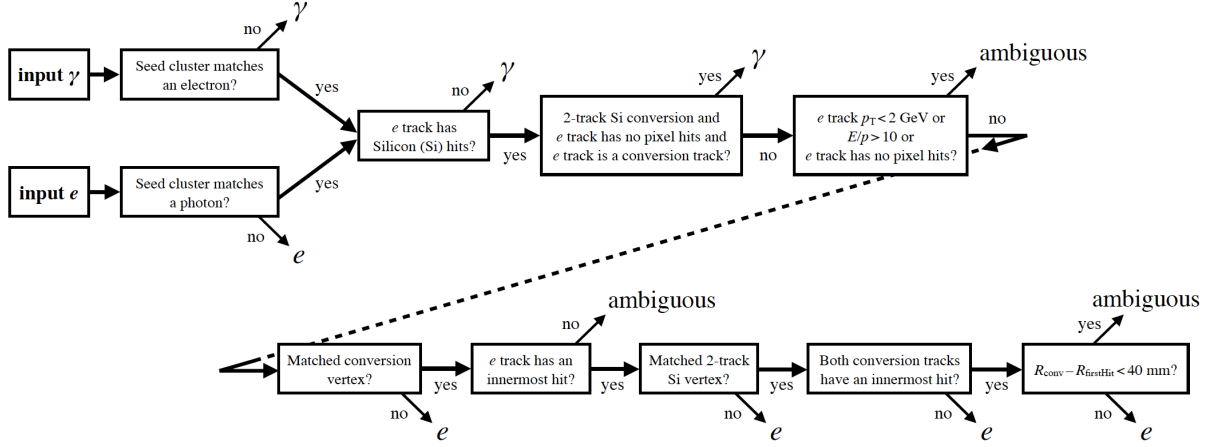 no
γ
input γ
Seed cluster matches
an electron?
yes
input e
Seed cluster matches
a photon?
yes
no
e
e track has
Silicon (Si) hits?
no
γ
yes
2-track Si conversion and
e track has no pixel hits and
e track is a conversion track?
yes
γ
no
e track pT < 2 GeV or
E/p > 10 or
e track has no pixel hits?
yes
ambiguous
no
Matched conversion
vertex?
no
e
yes
e track has an
innermost hit?
no
ambiguous
yes
Matched 2-track
Si vertex?
no
e
yes
Both conversion tracks
have an innermost hit?
no
e
yes
Rconv − RfirstHit < 40 mm?
yes
ambiguous
no
e